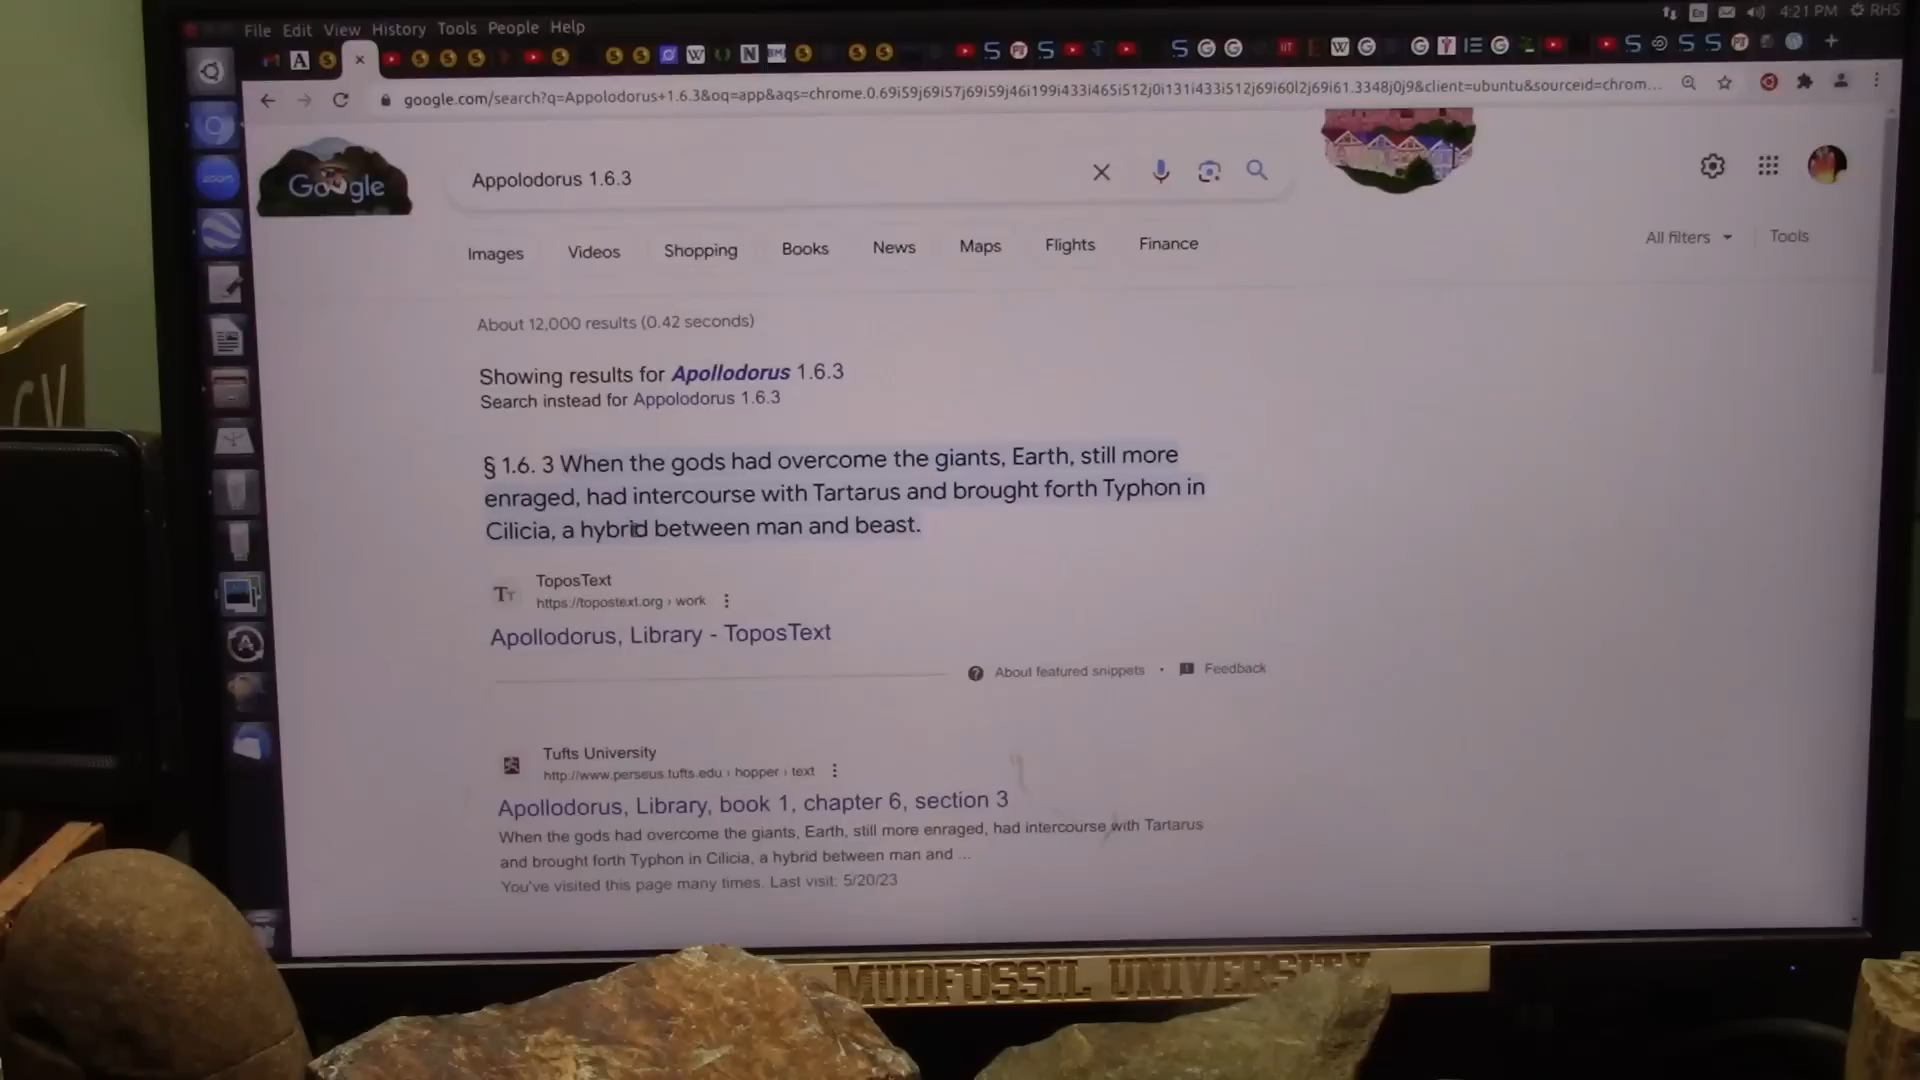 File Edit View History Tools People Help
En 4:21 PM RHS
google.com/search?q=Appolodorus+1.6.3&oq=app&aqs=chrome.0.69i59j69i57j69i59j46i199i433i465i512j0i131i433i512j69i60l2j69i61.3348j0j9&client=ubuntu&sourceid=chrom...
Google
Appolodorus 1.6.3
Images Videos Shopping Books News Maps Flights Finance
All filters Tools
About 12,000 results (0.42 seconds)
Showing results for Apollodorus 1.6.3
Search instead for Appolodorus 1.6.3
§ 1.6. 3 When the gods had overcome the giants, Earth, still more
enraged, had intercourse with Tartarus and brought forth Typhon in
Cilicia, a hybrid between man and beast.
TT ToposText
https://topostext.org › work
Apollodorus, Library - ToposText
About featured snippets • Feedback
Tufts University
http://www.perseus.tufts.edu › hopper › text
Apollodorus, Library, book 1, chapter 6, section 3
When the gods had overcome the giants, Earth, still more enraged, had intercourse with Tartarus
and brought forth Typhon in Cilicia, a hybrid between man and ...
You've visited this page many times. Last visit: 5/20/23
zoom
MUDFOSSIL UNIVERSITY